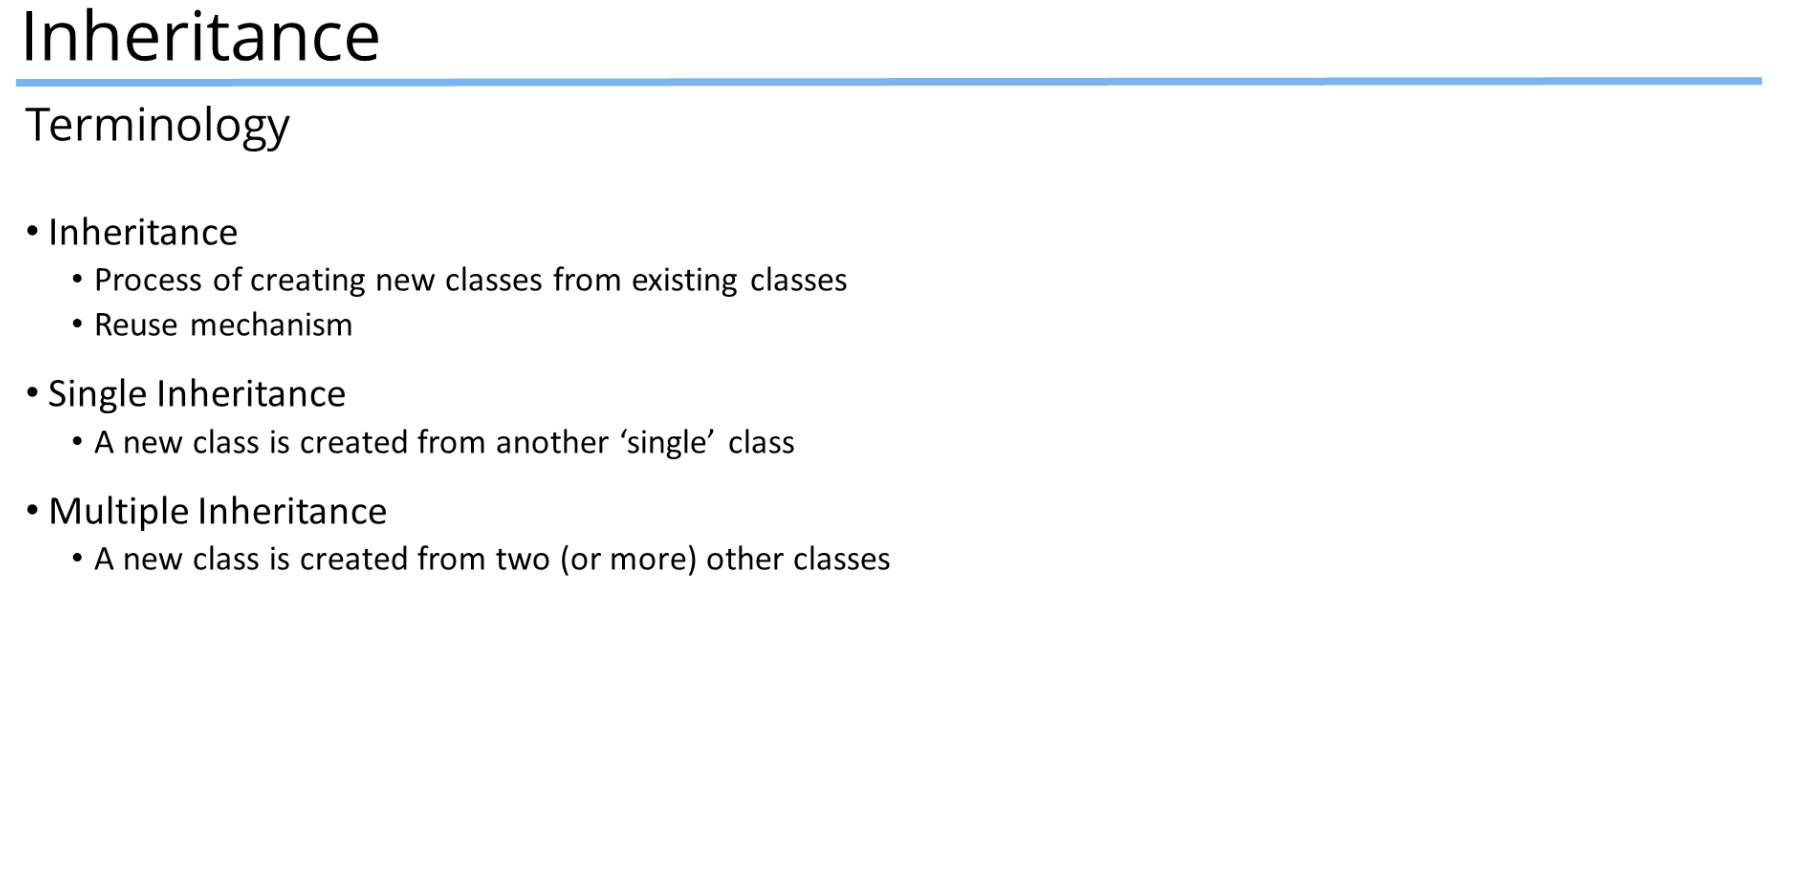 Inheritance
Terminology
• Inheritance
• Process of creating new classes from existing classes
• Reuse mechanism
• Single Inheritance
• A new class is created from another ‘single’ class
• Multiple Inheritance
• A new class is created from two (or more) other classes